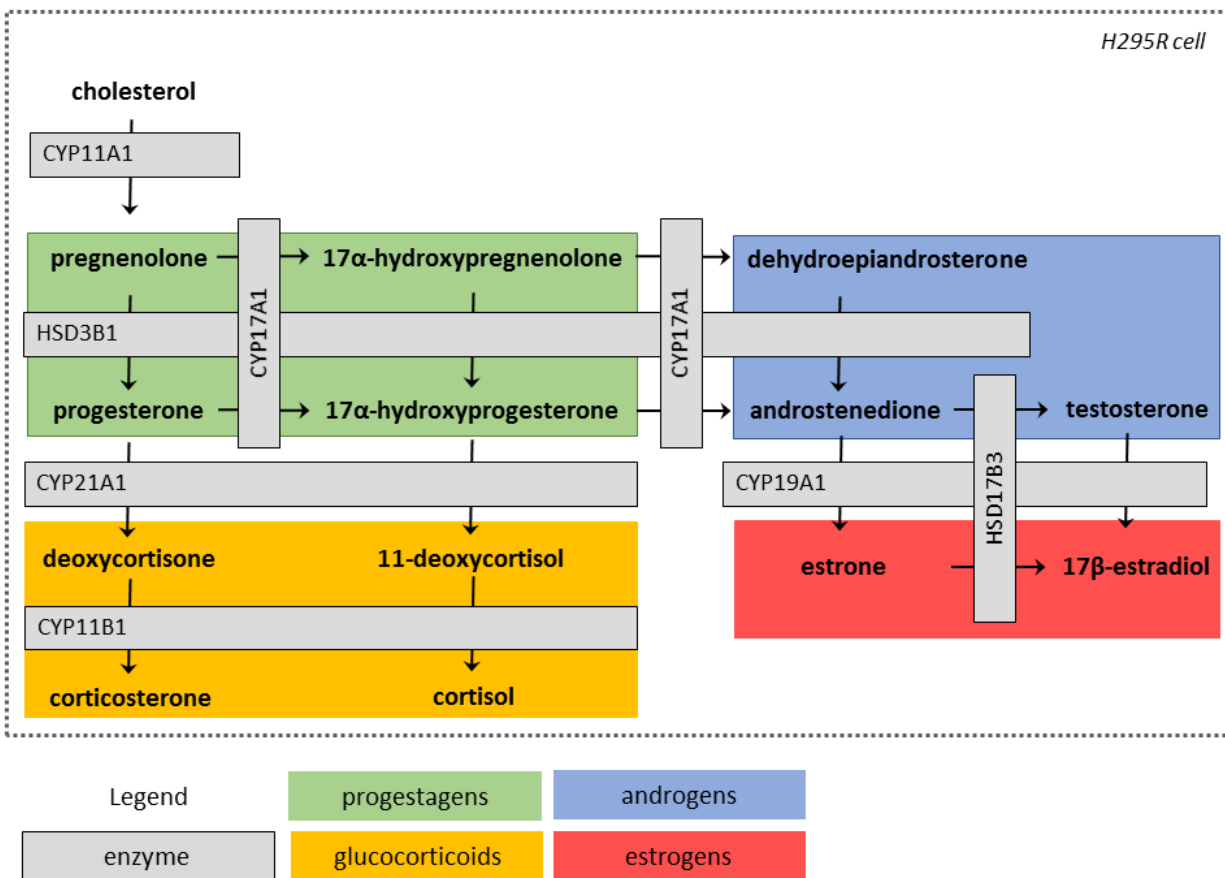 H295R cell
cholesterol
CYP11A1
pregnenolone
17α-hydroxypregnenolone
dehydroepiandrosterone
CYP17A1
CYP17A1
HSD3B1
progesterone
17α-hydroxyprogesterone
androstenedione
testosterone
CYP21A1
CYP19A1
HSD17B3
deoxycortisone
11-deoxycortisol
estrone
17β-estradiol
CYP11B1
corticosterone
cortisol
Legend
progestagens
androgens
enzyme
glucocorticoids
estrogens